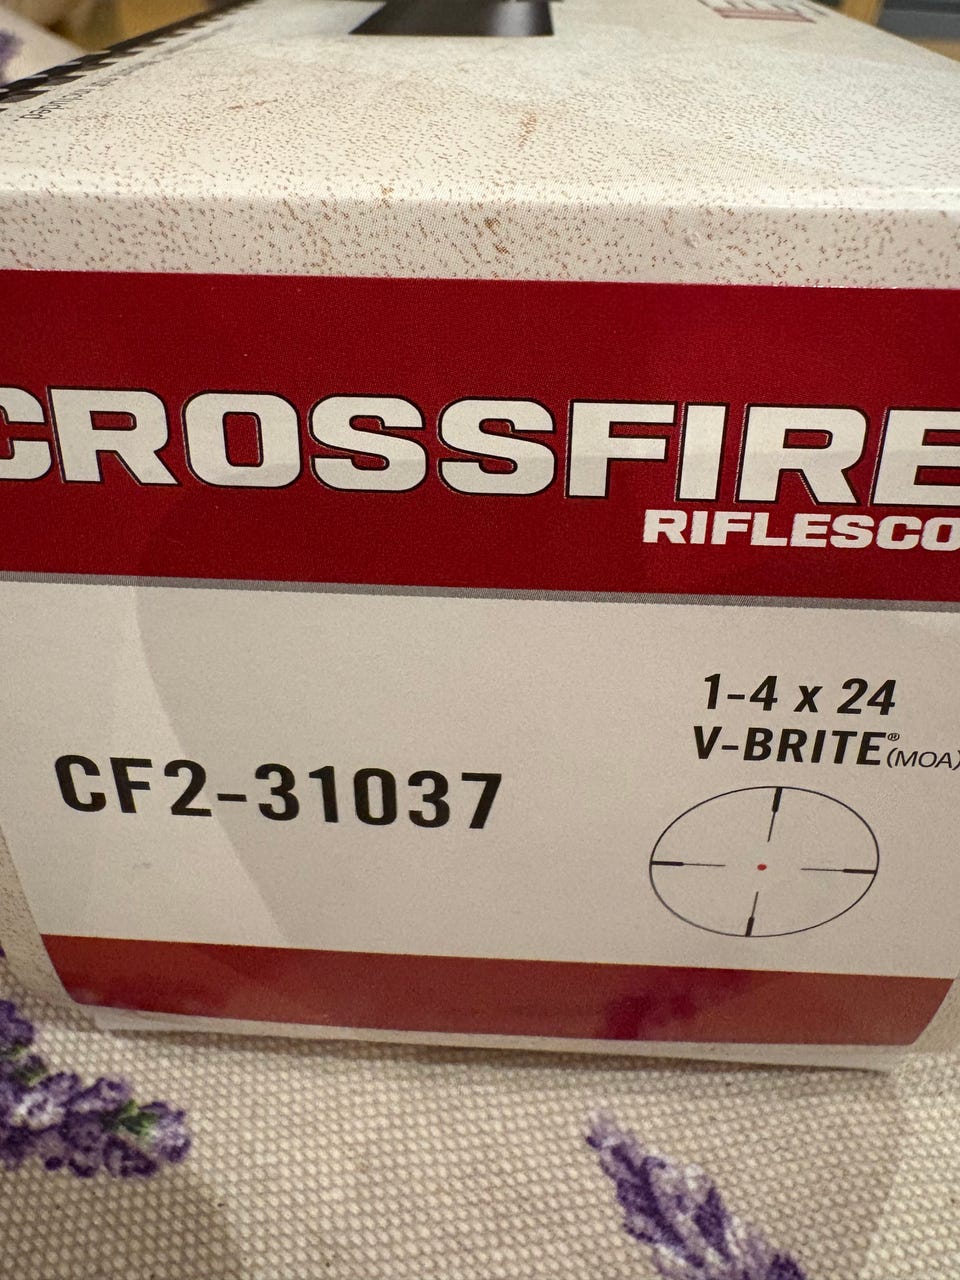 CROSSFIRE
RIFLESCO
1-4 x 24
V-BRITE® (MOA)
CF2-31037